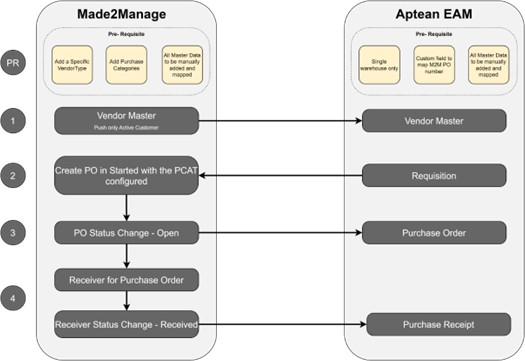 Made2Manage
Aptean EAM
PR
Pre- Requisite
Add a Specific
VendorType
Add Purchase
Categories
All Master Data
to be manually
added and
mapped
Pre- Requisite
Single
warehouse only
Custom field to
map M2M PO
number
All Master Data
to be manually
added and
mapped
1
Vendor Master
Push only Active Customer
Vendor Master
2
Create PO in Started with the PCAT
configured
Requisition
3
PO Status Change - Open
Purchase Order
4
Receiver for Purchase Order
Receiver Status Change - Received
Purchase Receipt